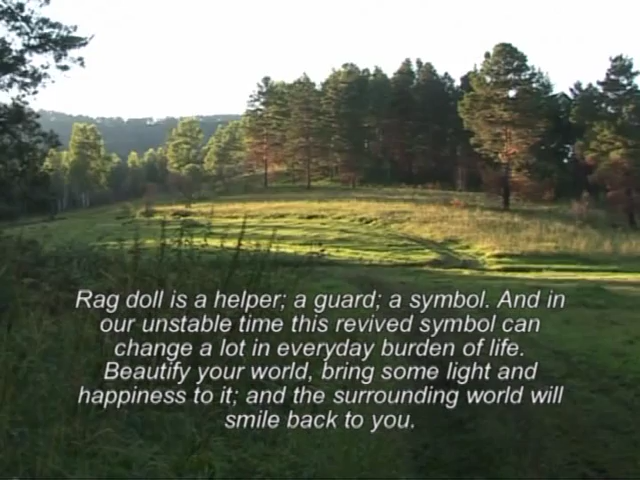 Rag doll is a helper; a guard; a symbol. And in
our unstable time this revived symbol can
change a lot in everyday burden of life.
Beautify your world, bring some light and
happiness to it; and the surrounding world will
smile back to you.